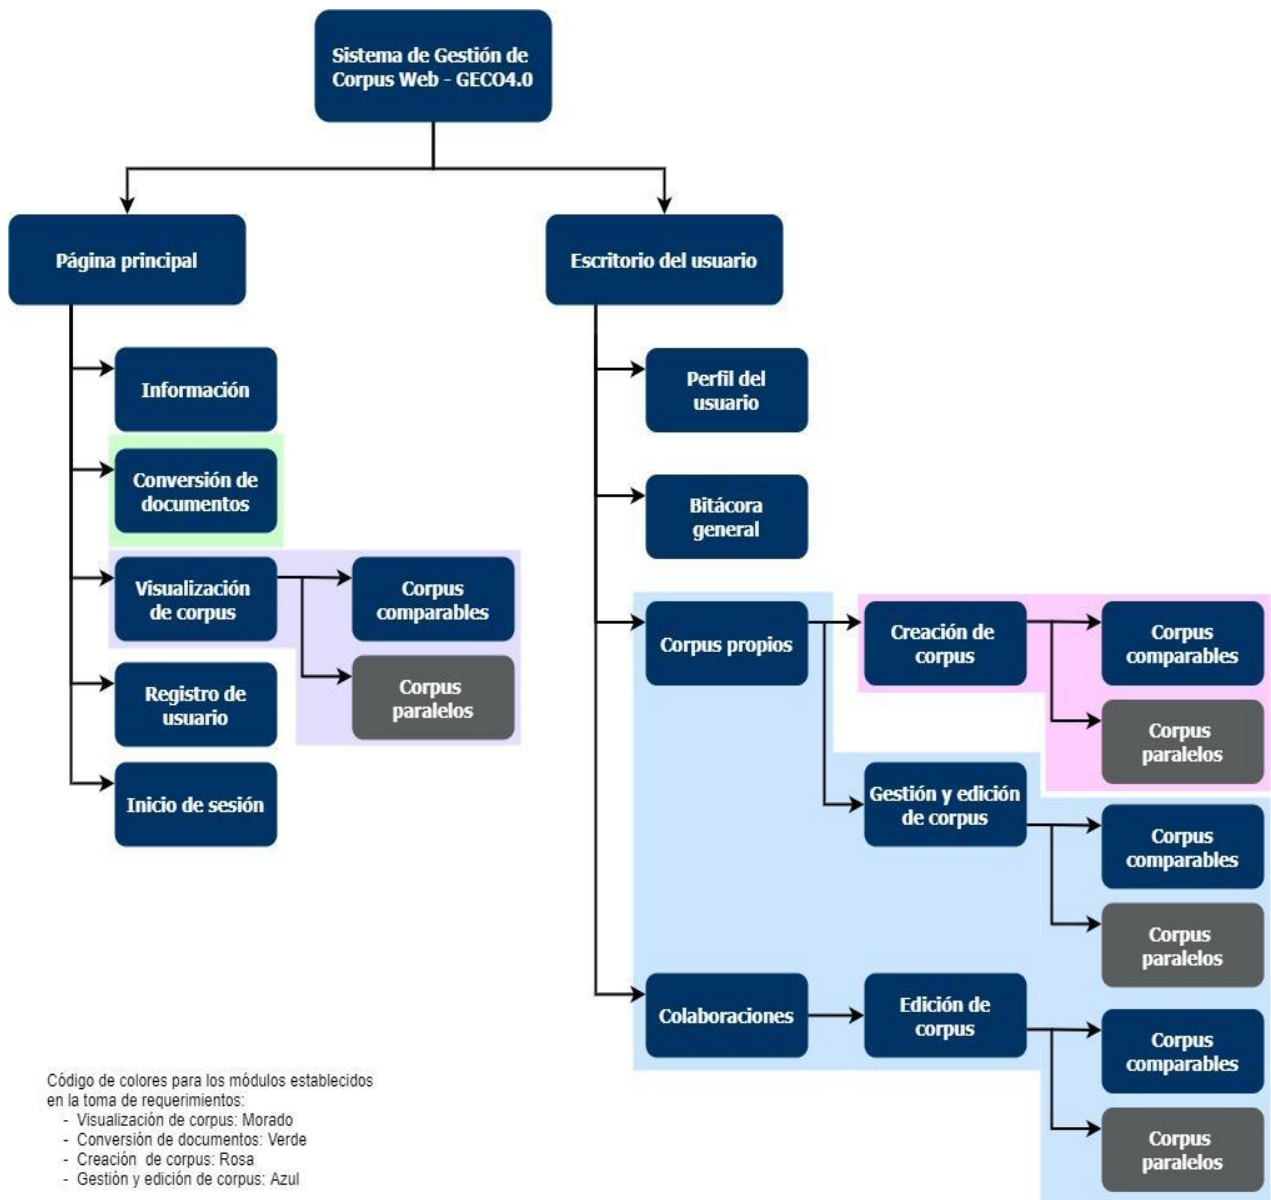 Sistema de Gestión de
Corpus Web - GECO4.0
Página principal
Información
Conversión de
documentos
Visualización
de corpus
Corpus
comparables
Corpus
paralelos
Registro de
usuario
Inicio de sesión
Escritorio del usuario
Perfil del
usuario
Bitácora
general
Corpus propios
Creación de
corpus
Corpus
comparables
Corpus
paralelos
Gestión y edición
de corpus
Corpus
comparables
Corpus
paralelos
Colaboraciones
Edición de
corpus
Corpus
comparables
Corpus
paralelos
Código de colores para los módulos establecidos
en la toma de requerimientos:
- Visualización de corpus: Morado
- Conversión de documentos: Verde
- Creación de corpus: Rosa
- Gestión y edición de corpus: Azul